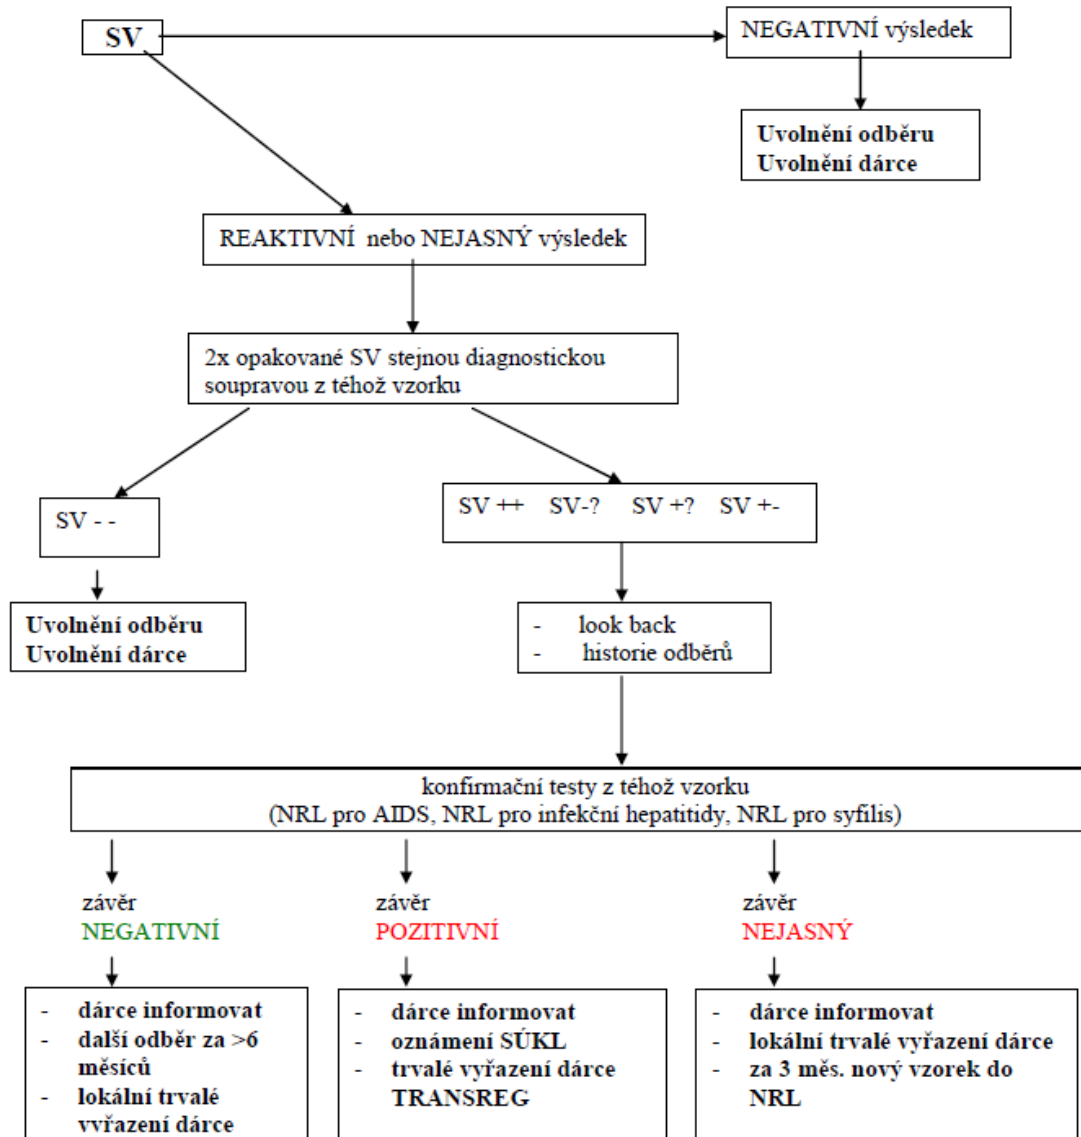 SV
NEGATIVNÍ výsledek
Uvolnění odběru
Uvolnění dárce
REAKTIVNÍ nebo NEJASNÝ výsledek
2x opakované SV stejnou diagnostickou
soupravou z téhož vzorku
SV - -
SV ++ SV-? SV +? SV +-
Uvolnění odběru
Uvolnění dárce
- look back
- historie odběrů
konfirmační testy z téhož vzorku
(NRL pro AIDS, NRL pro infekční hepatitidy, NRL pro syfilis)
závěr
NEGATIVNÍ
závěr
POZITIVNÍ
závěr
NEJASNÝ
- dárce informovat
- další odběr za >6
měsíců
- lokální trvalé
vyřazení dárce
- dárce informovat
- oznámení SÚKL
- trvalé vyřazení dárce
TRANSREG
- dárce informovat
- lokální trvalé vyřazení dárce
- za 3 měs. nový vzorek do
NRL